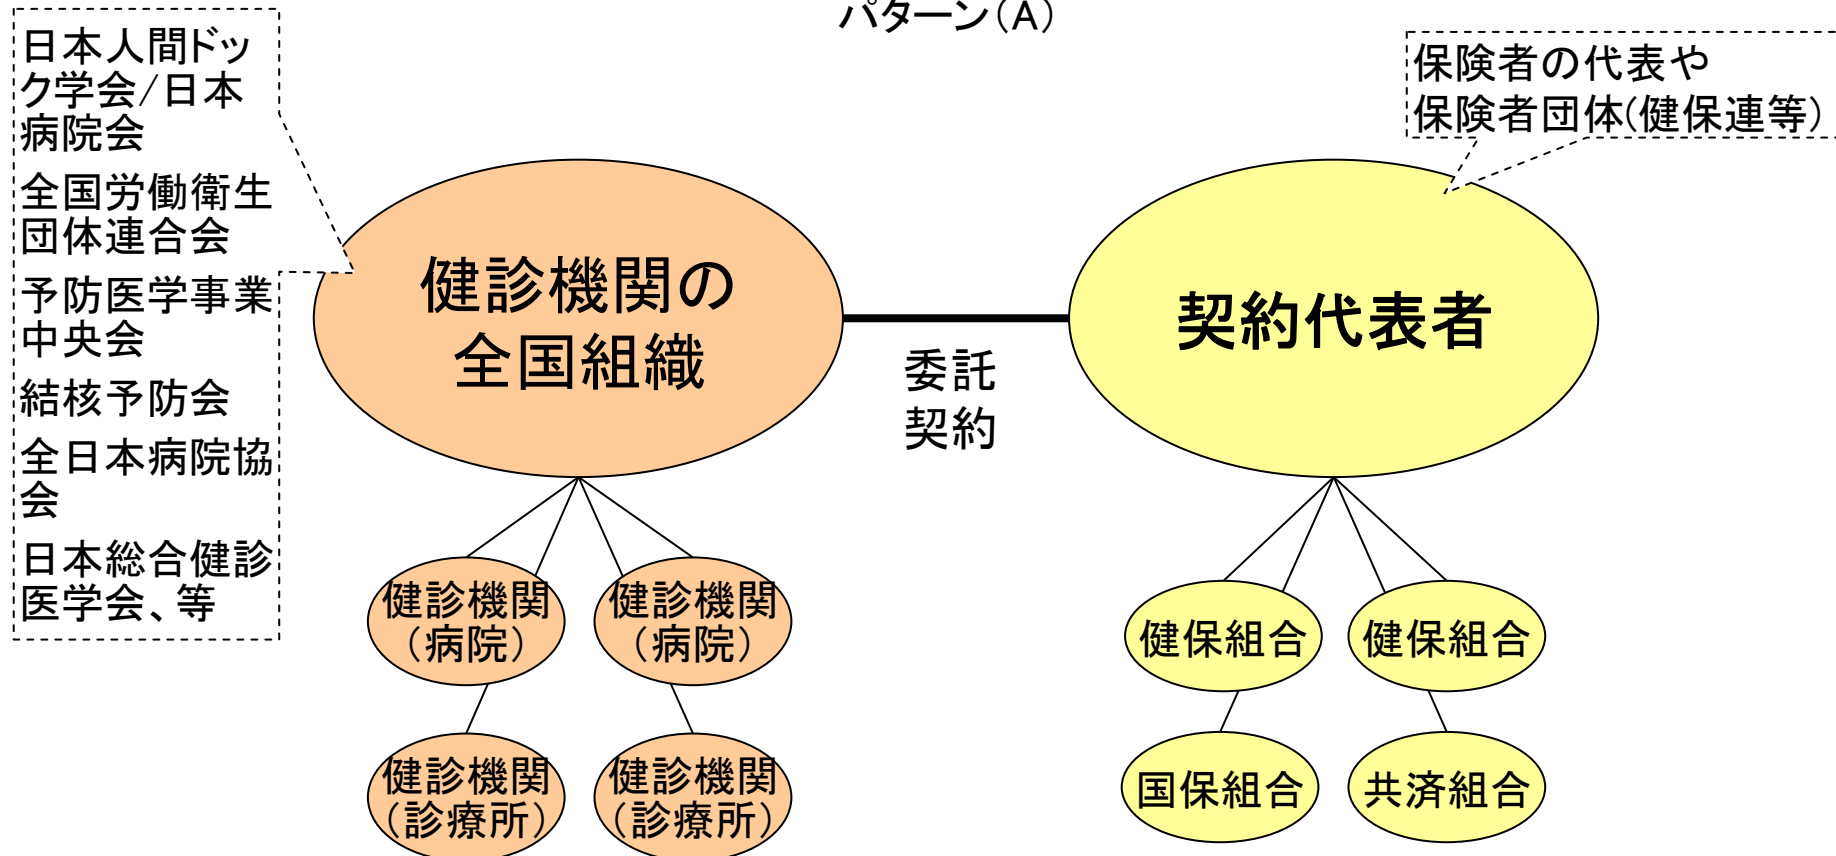 パターン(A)
日本人間ドッ
ク学会/日本
病院会
全国労働衛生
団体連合会
予防医学事業
中央会
結核予防会
全日本病院協
会
日本総合健診
医学会、等
保険者の代表や
保険者団体(健保連等)
健診機関の
全国組織
委託
契約
契約代表者
健診機関
(病院)
健診機関
(病院)
健診機関
(診療所)
健診機関
(診療所)
健保組合
健保組合
国保組合
共済組合